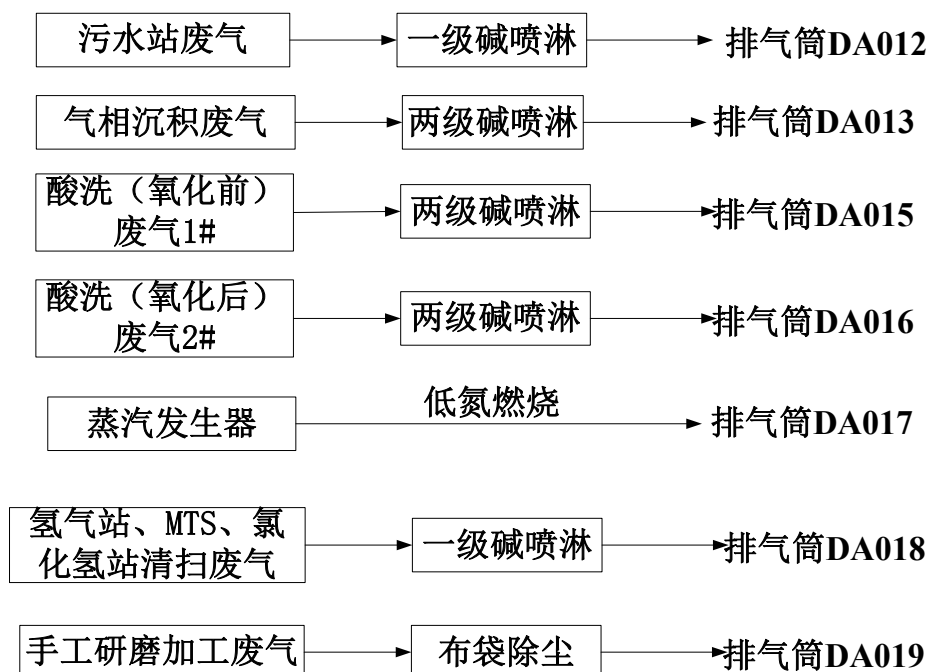 污水站废气 一级碱喷淋 排气筒DA012
气相沉积废气 两级碱喷淋 排气筒DA013
酸洗（氧化前）
废气1# 两级碱喷淋 排气筒DA015
酸洗（氧化后）
废气2# 两级碱喷淋 排气筒DA016
蒸汽发生器 低氮燃烧 排气筒DA017
氢气站、MTS、氯
化氢站清扫废气 一级碱喷淋 排气筒DA018
手工研磨加工废气 布袋除尘 排气筒DA019